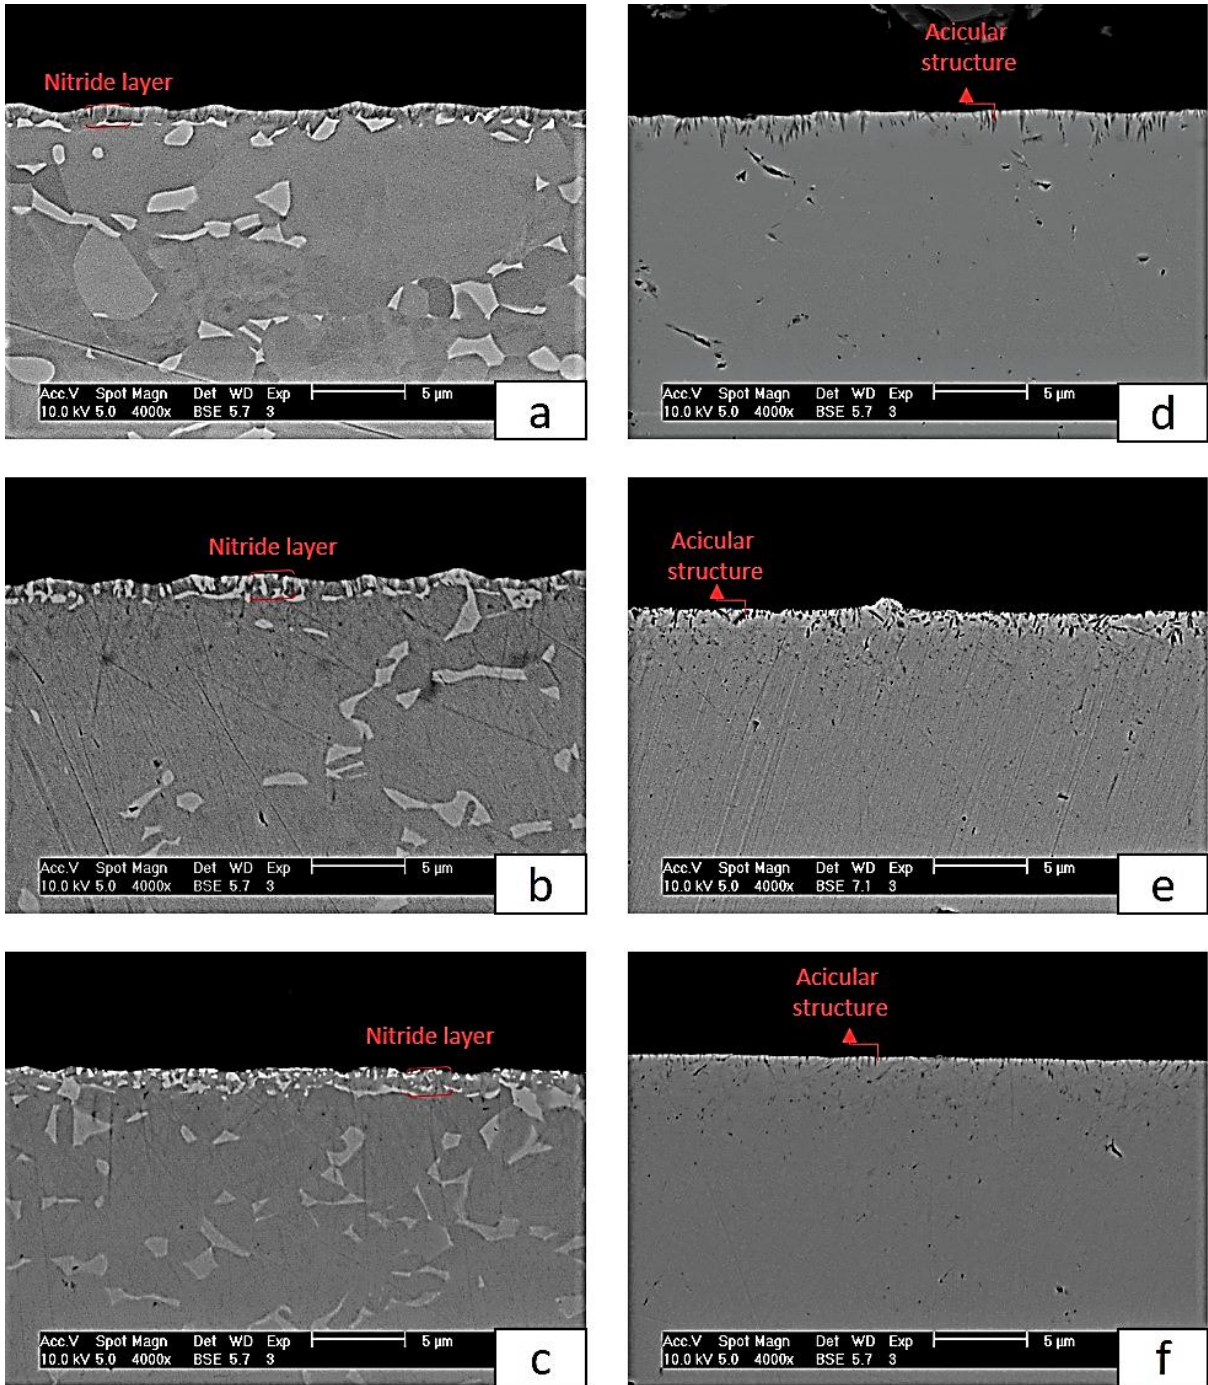 Nitride layer
Acc.V Spot Magn Det WD Exp 5 µm
10.0 kV 5.0 4000x BSE 5.7 3
a
Acicular
structure
Acc.V Spot Magn Det WD Exp 5 µm
10.0 kV 5.0 4000x BSE 5.7 3
d
Nitride layer
Acc.V Spot Magn Det WD Exp 5 µm
10.0 kV 5.0 4000x BSE 5.7 3
b
Acicular
structure
Acc.V Spot Magn Det WD Exp 5 µm
10.0 kV 5.0 4000x BSE 7.1 3
e
Nitride layer
Acc.V Spot Magn Det WD Exp 5 µm
10.0 kV 5.0 4000x BSE 5.7 3
c
Acicular
structure
Acc.V Spot Magn Det WD Exp 5 µm
10.0 kV 5.0 4000x BSE 5.7 3
f